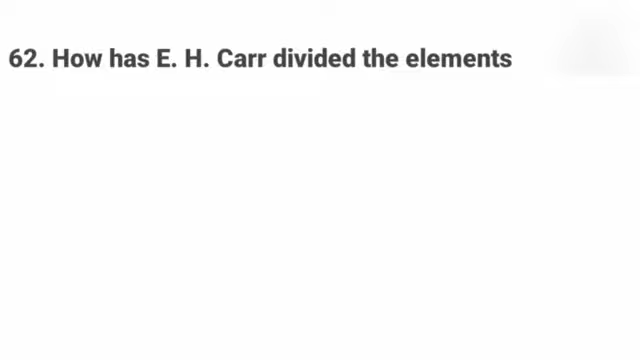 62. How has E. H. Carr divided the elements